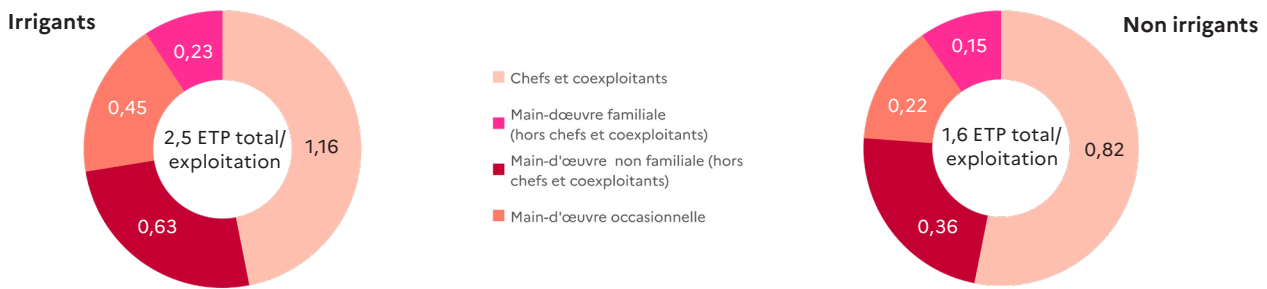 Irrigants
0,23
0,45
2,5 ETP total/
exploitation
1,16
0,63
Chefs et coexploitants
Main-dœuvre familiale
(hors chefs et coexploitants)
Main-d'œuvre  non familiale (hors
chefs et coexploitants)
Main-d'œuvre occasionnelle
Non irrigants
0,15
0,22
1,6 ETP total/
exploitation
0,82
0,36